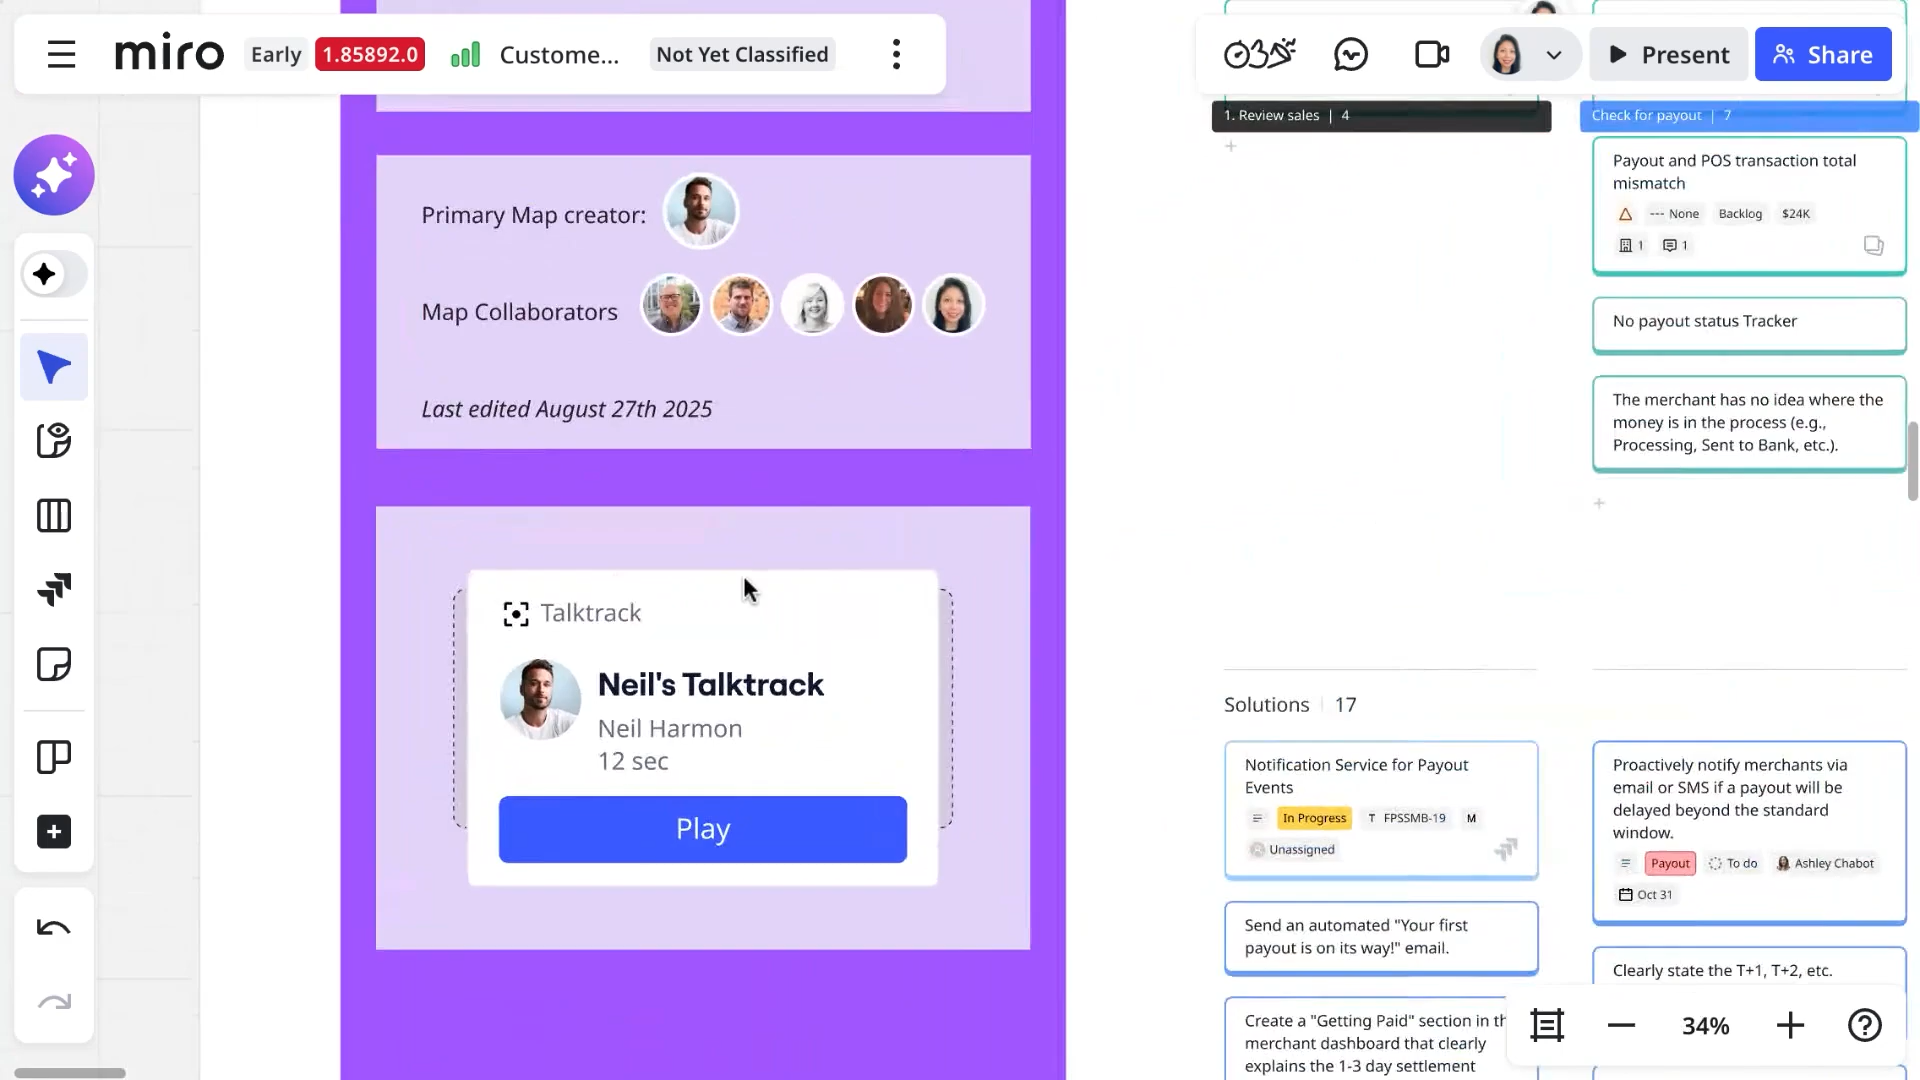 miro
Early
1.85892.0
Custome...
Not Yet Classified
Present
Share
1. Review sales | 4
Check for payout | 7
Payout and POS transaction total
mismatch
--- None
Backlog
$24K
1
1
No payout status Tracker
The merchant has no idea where the
money is in the process (e.g.,
Processing, Sent to Bank, etc.).
Primary Map creator:
Map Collaborators
Last edited August 27th 2025
Talktrack
Neil's Talktrack
Neil Harmon
12 sec
Play
Solutions | 17
Notification Service for Payout
Events
In Progress
T FPSSMB-19
M
Unassigned
Send an automated "Your first
payout is on its way!" email.
Create a "Getting Paid" section in th
merchant dashboard that clearly
explains the 1-3 day settlement
Proactively notify merchants via
email or SMS if a payout will be
delayed beyond the standard
window.
Payout
To do
Ashley Chabot
Oct 31
Clearly state the T+1, T+2, etc.
34%